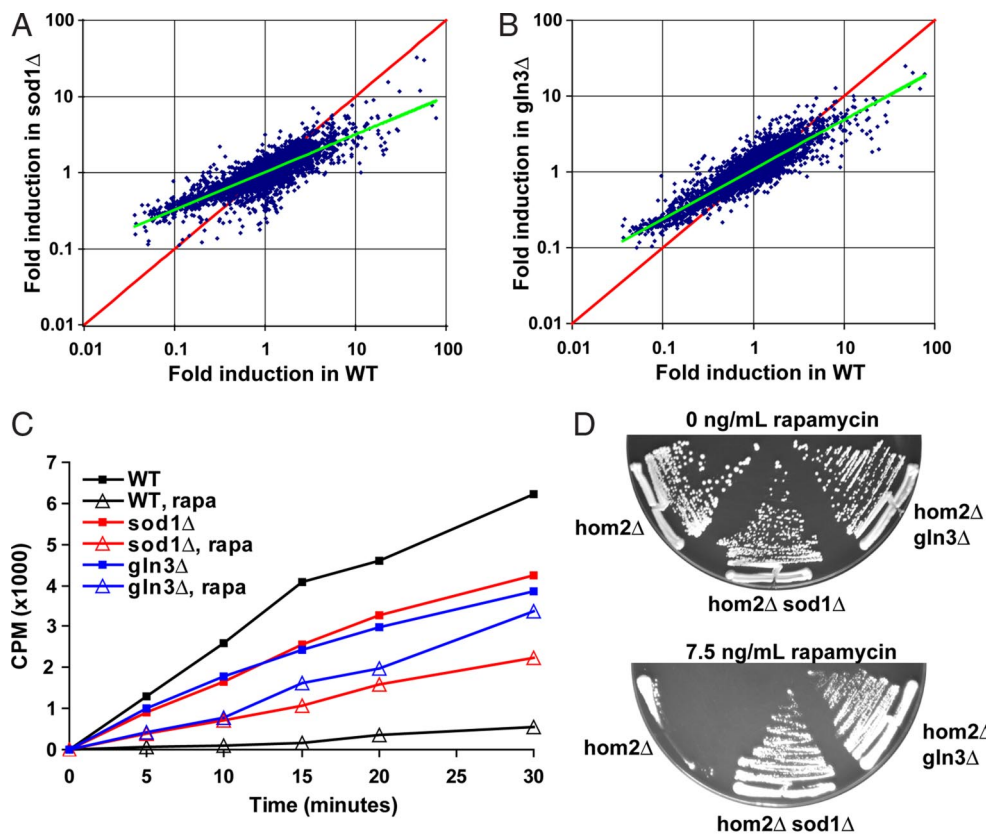 A
Fold induction in sod1Δ
100
10
1
0.1
0.01
0.01 0.1 1 10 100
Fold induction in WT
B
Fold induction in gln3Δ
100
10
1
0.1
0.01
0.01 0.1 1 10 100
Fold induction in WT
C
CPM (x1000)
7
6
5
4
3
2
1
0
WT
WT, rapa
sod1Δ
sod1Δ, rapa
gln3Δ
gln3Δ, rapa
0 5 10 15 20 25 30
Time (minutes)
D
0 ng/mL rapamycin
hom2Δ
hom2Δ
gln3Δ
hom2Δ sod1Δ
7.5 ng/mL rapamycin
hom2Δ
hom2Δ
gln3Δ
hom2Δ sod1Δ